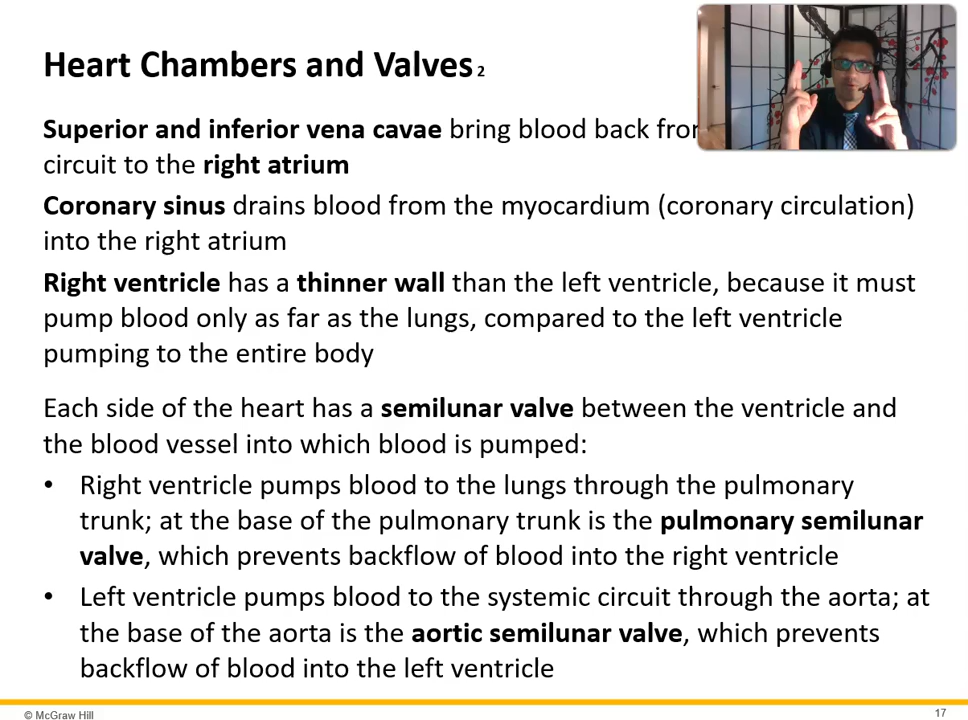 Heart Chambers and Valves 2
Superior and inferior vena cavae bring blood back from
circuit to the right atrium
Coronary sinus drains blood from the myocardium (coronary circulation)
into the right atrium
Right ventricle has a thinner wall than the left ventricle, because it must
pump blood only as far as the lungs, compared to the left ventricle
pumping to the entire body
Each side of the heart has a semilunar valve between the ventricle and
the blood vessel into which blood is pumped:
• Right ventricle pumps blood to the lungs through the pulmonary
trunk; at the base of the pulmonary trunk is the pulmonary semilunar
valve, which prevents backflow of blood into the right ventricle
• Left ventricle pumps blood to the systemic circuit through the aorta; at
the base of the aorta is the aortic semilunar valve, which prevents
backflow of blood into the left ventricle
© McGraw Hill
17